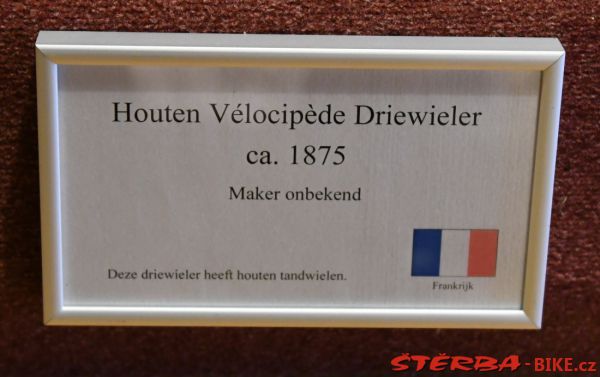 Houten Vélocipède Driewieler
ca. 1875
Maker onbekend
Deze driewieler heeft houten tandwielen.
Frankrijk
ŠTĚRBA-BIKE.cz